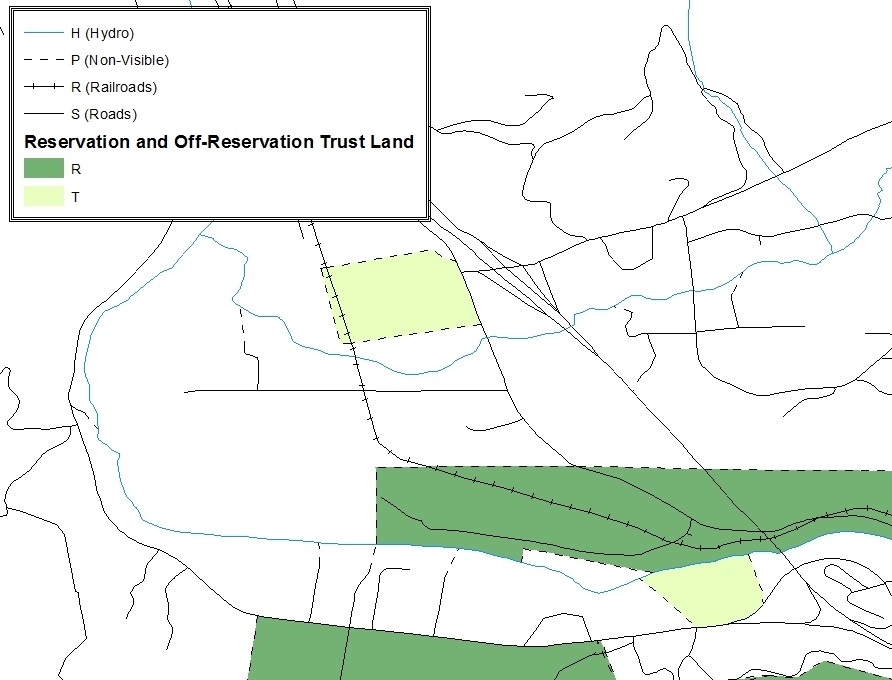 H (Hydro)
P (Non-Visible)
R (Railroads)
S (Roads)
Reservation and Off-Reservation Trust Land
R
T